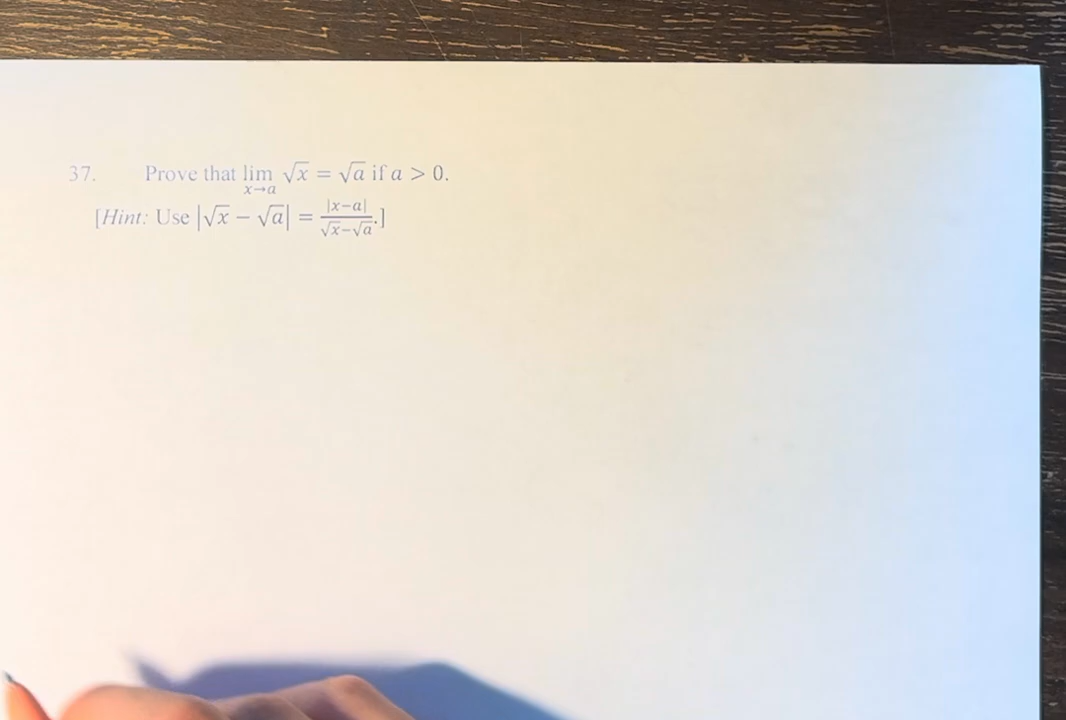 37. Prove that lim x→a √x = √a if a > 0.
[Hint: Use |√x − √a| = |x−a| / √x−√a.]